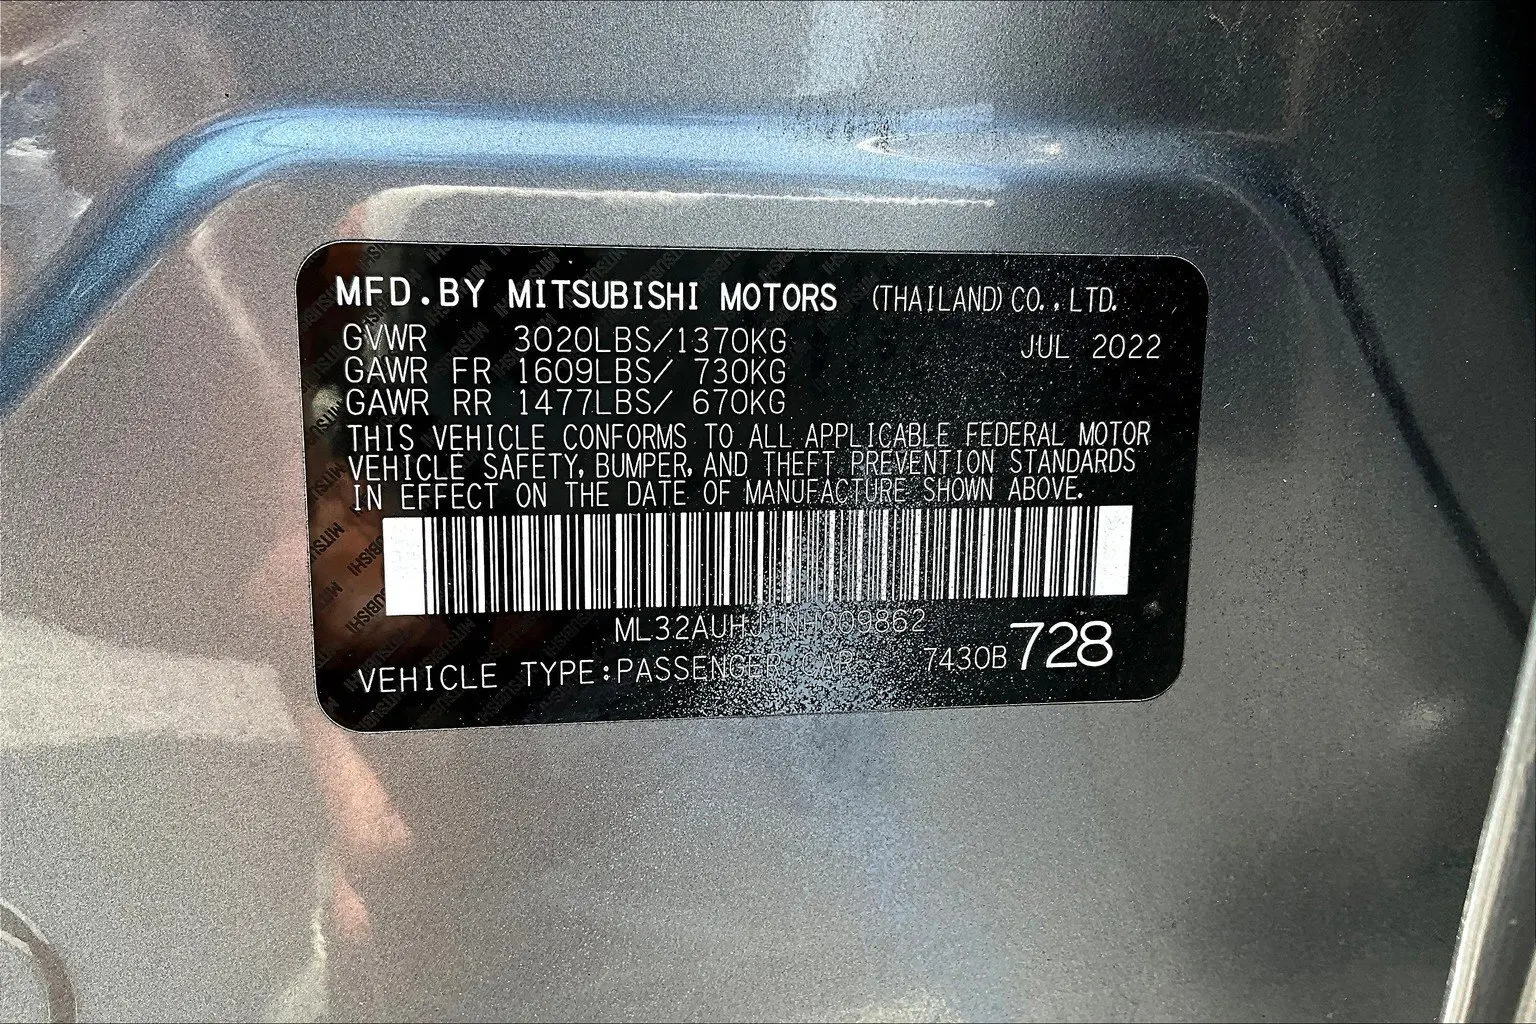 MFD.BY MITSUBISHI MOTORS (THAILAND) CO., LTD.
GVWR 3020LBS/1370KG JUL 2022
GAWR FR 1609LBS/ 730KG
GAWR RR 1477LBS/ 670KG
THIS VEHICLE CONFORMS TO ALL APPLICABLE FEDERAL MOTOR
VEHICLE SAFETY, BUMPER, AND THEFT PREVENTION STANDARDS
IN EFFECT ON THE DATE OF MANUFACTURE SHOWN ABOVE.
ML32AUHJ1NH009862
VEHICLE TYPE:PASSENGER CAR 7430B 728